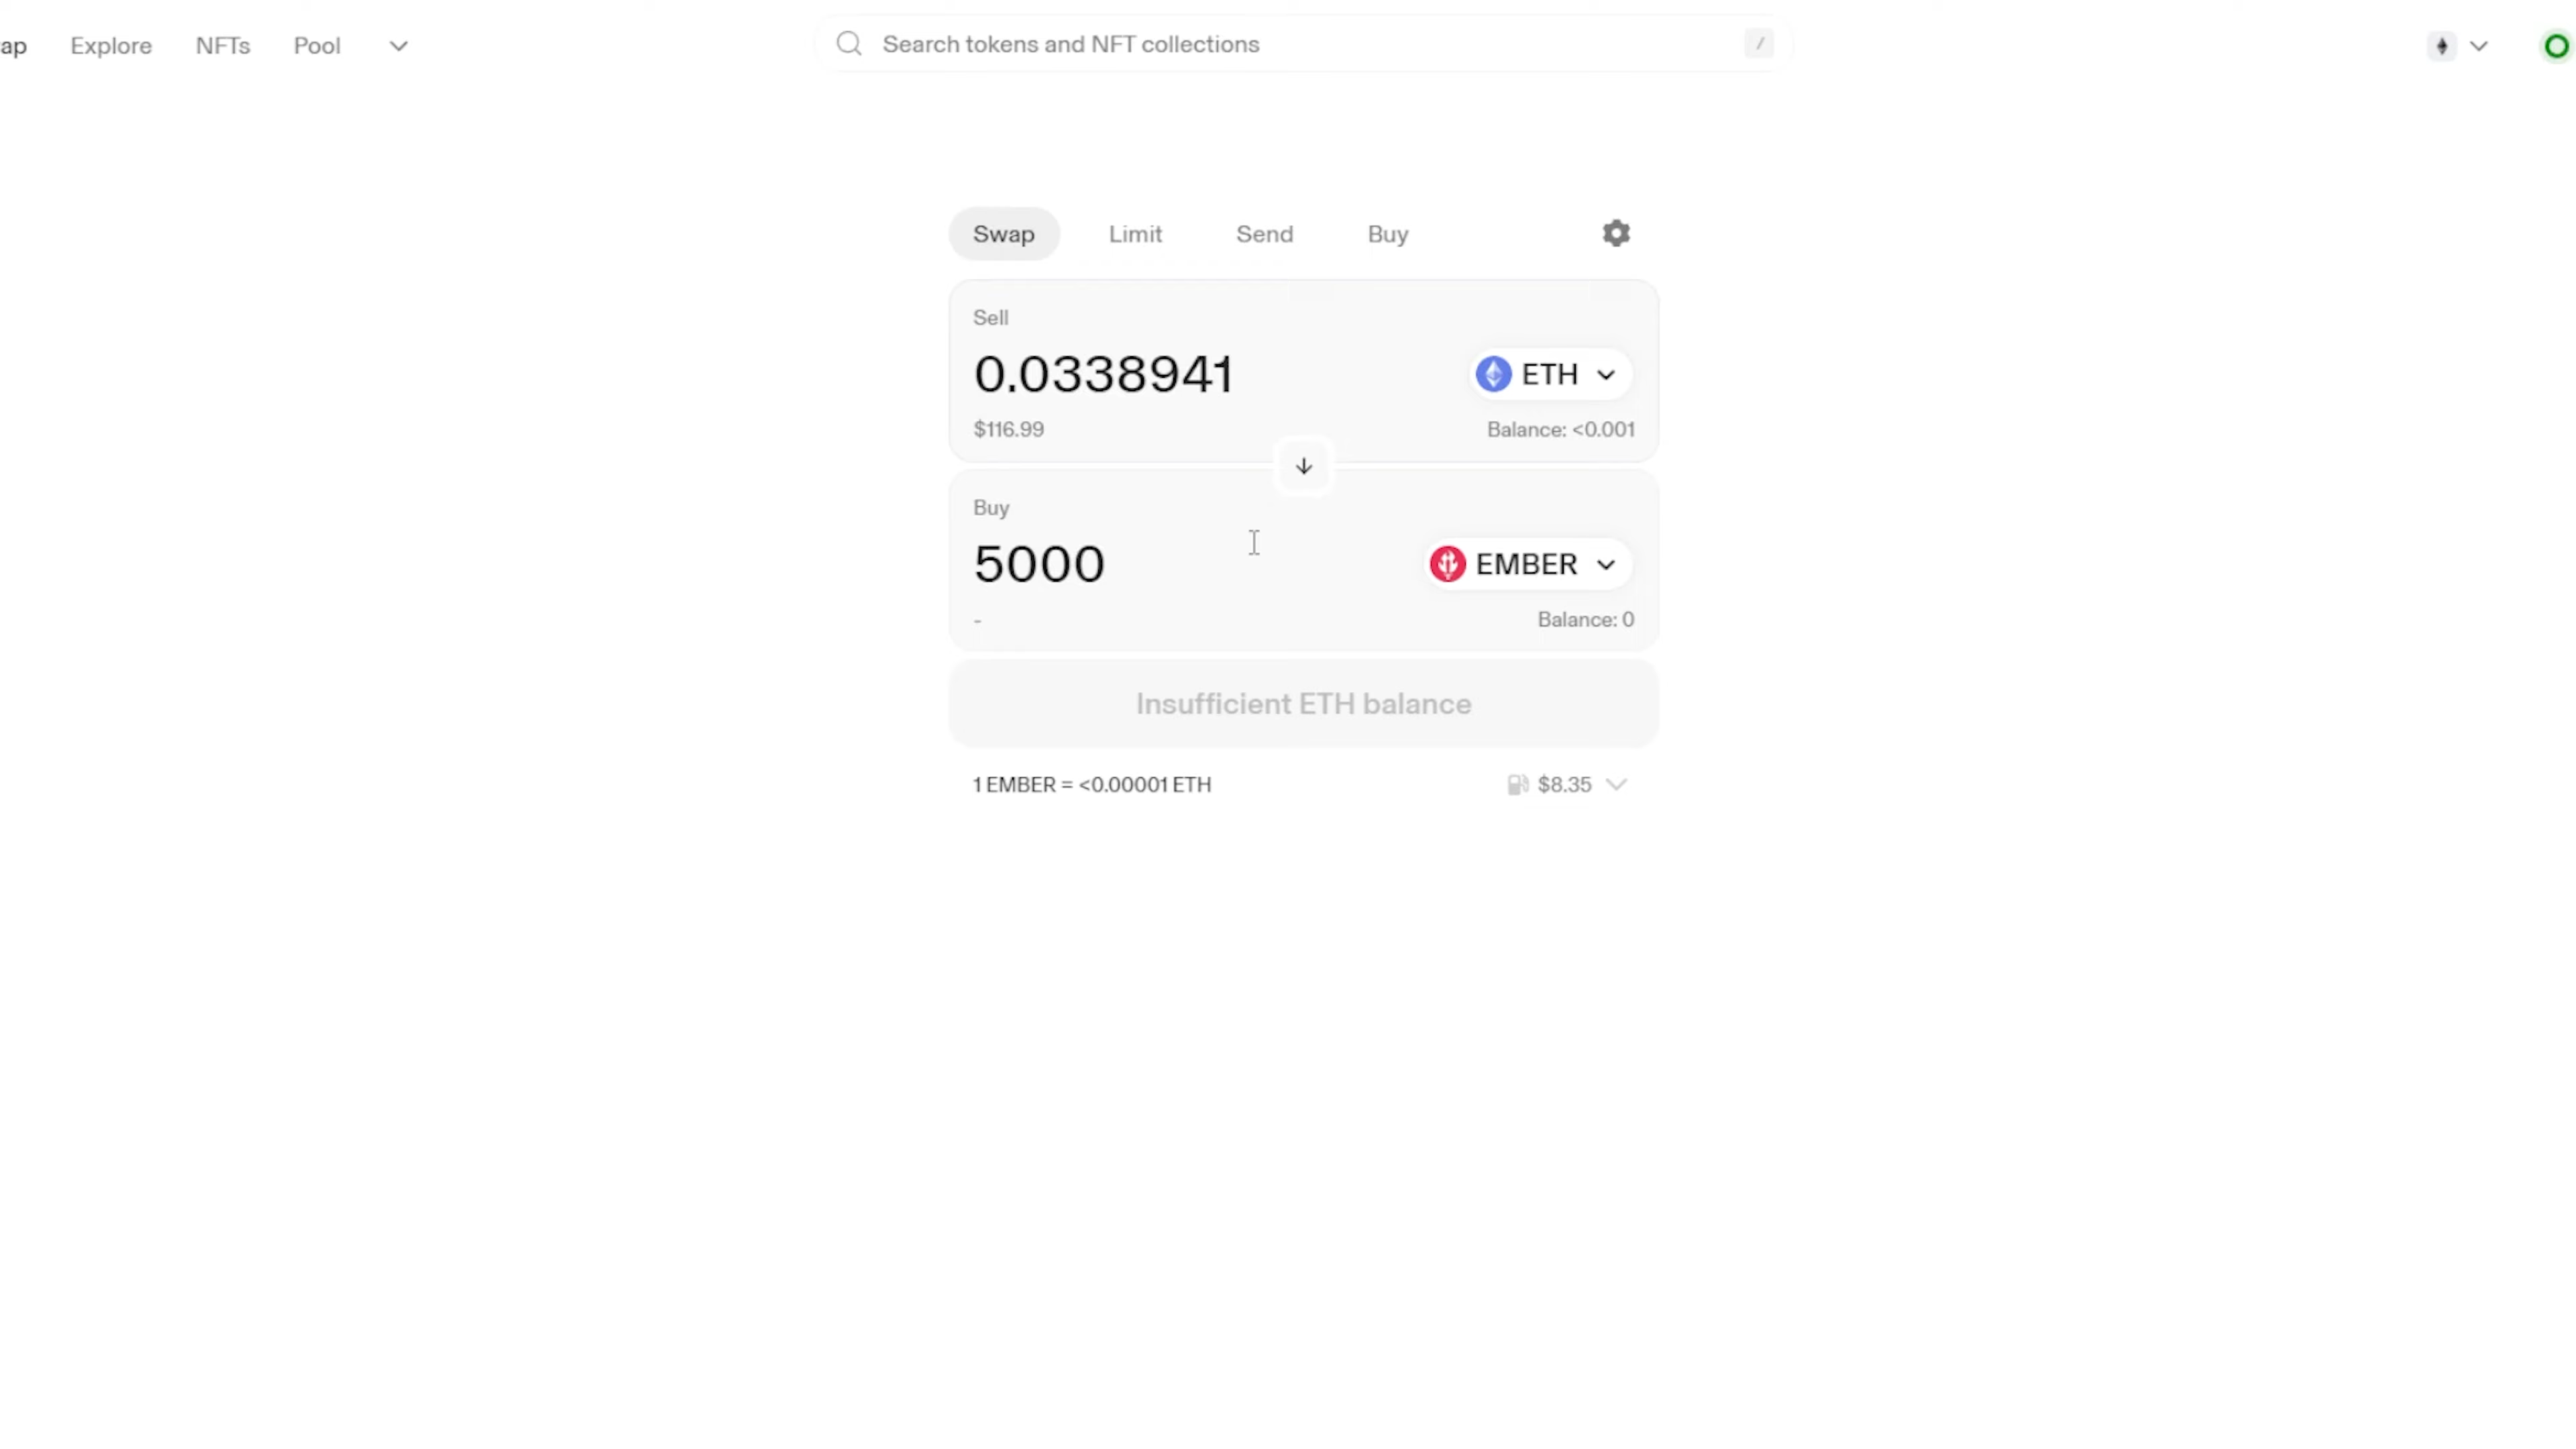 ap Explore NFTs Pool
Search tokens and NFT collections /
Swap Limit Send Buy
Sell
0.0338941 ETH
$116.99 Balance: <0.001
Buy
5000 EMBER
- Balance: 0
Insufficient ETH balance
1 EMBER = <0.00001 ETH $8.35